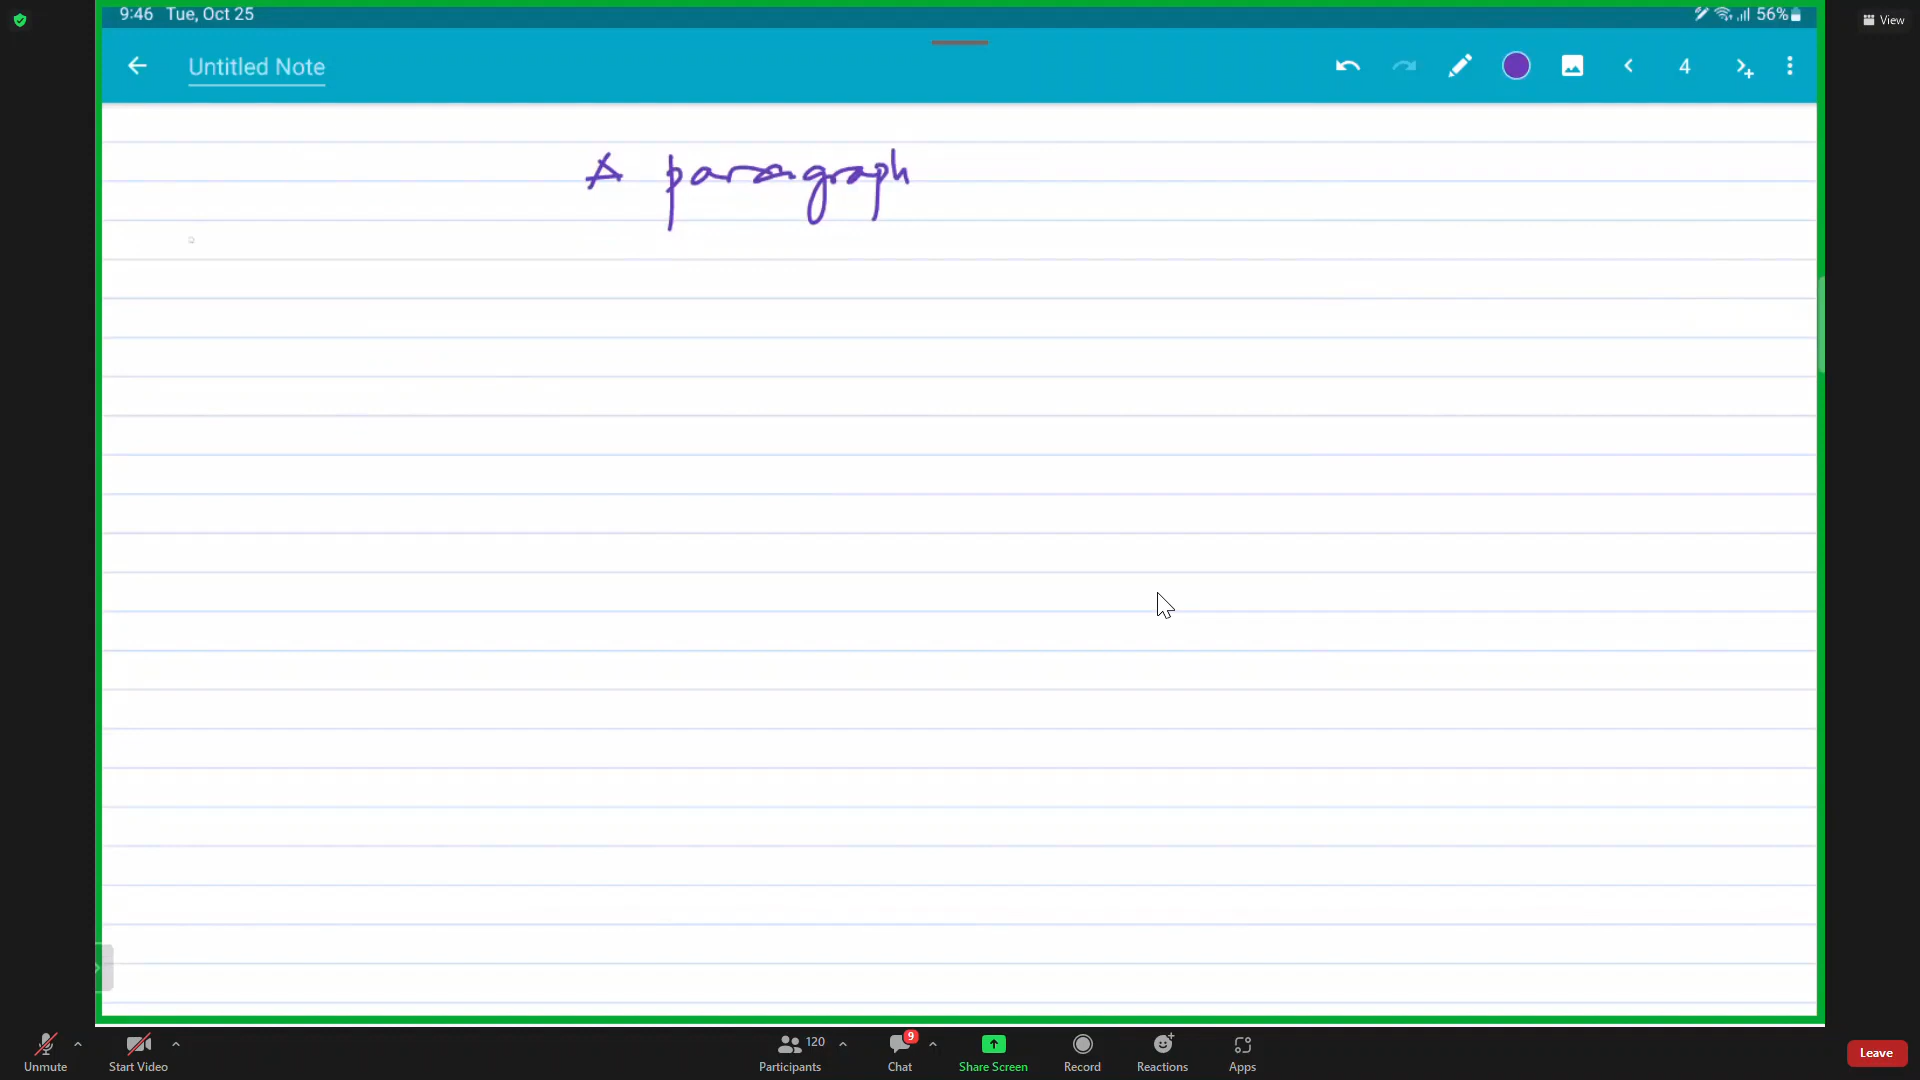 9:46 Tue, Oct 25 56%
View
Untitled Note 4
A paragraph
120 9
Unmute Start Video Participants Chat Share Screen Record Reactions Apps Leave